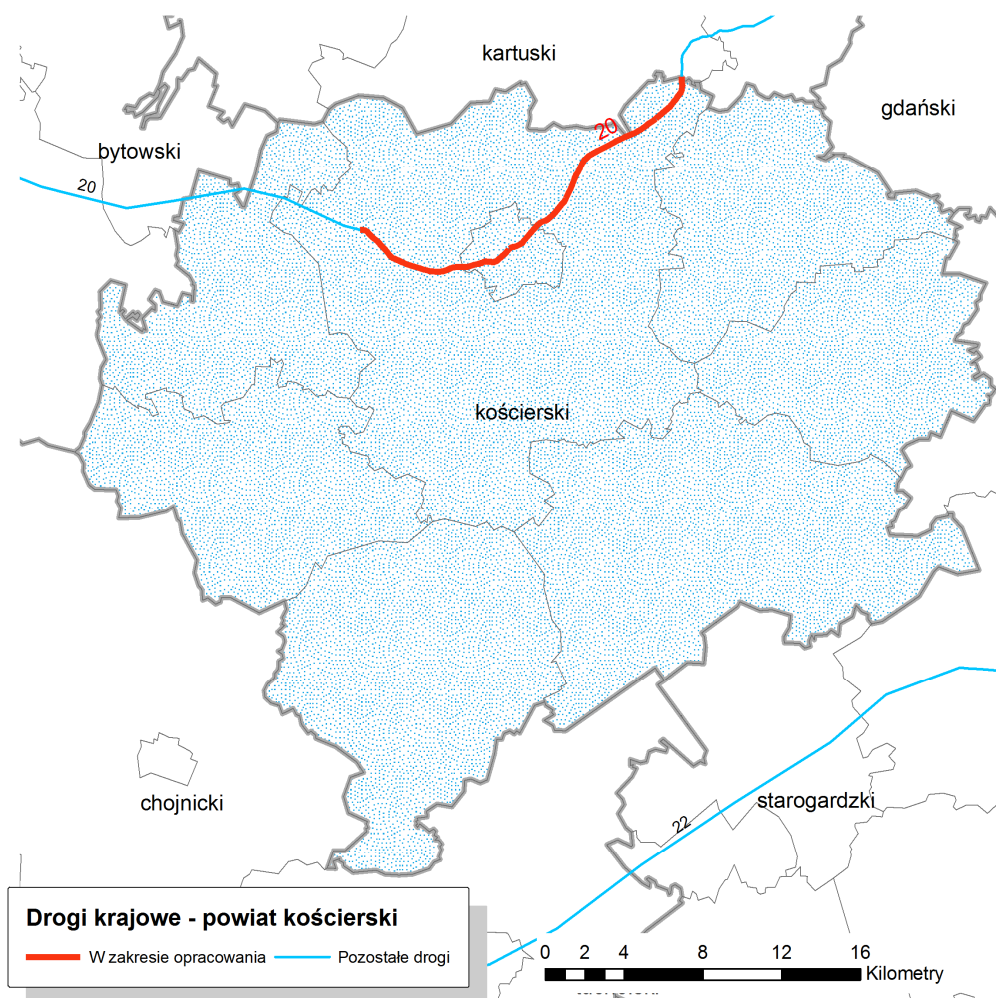 kartuski
gdański
bytowski
20
20
kościerski
chojnicki
starogardzki
22
Drogi krajowe - powiat kościerski
W zakresie opracowania
Pozostałe drogi
0 2 4 8 12 16
Kilometry